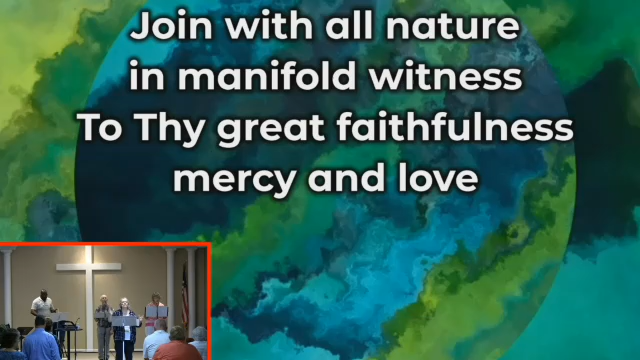 Join with all nature
in manifold witness
To Thy great faithfulness
mercy and love